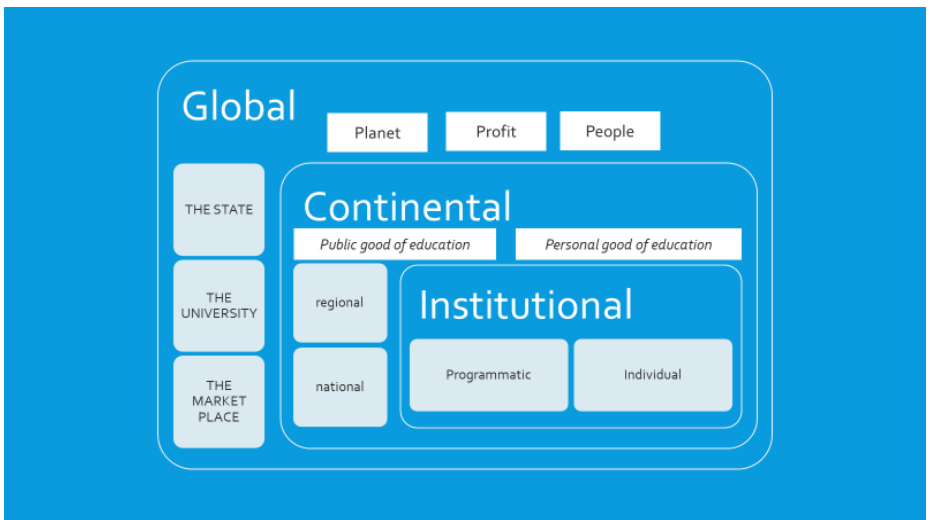 Global
Planet
Profit
People
THE STATE
Continental
Public good of education
Personal good of education
THE
UNIVERSITY
regional
Institutional
Programmatic
Individual
national
THE
MARKET
PLACE